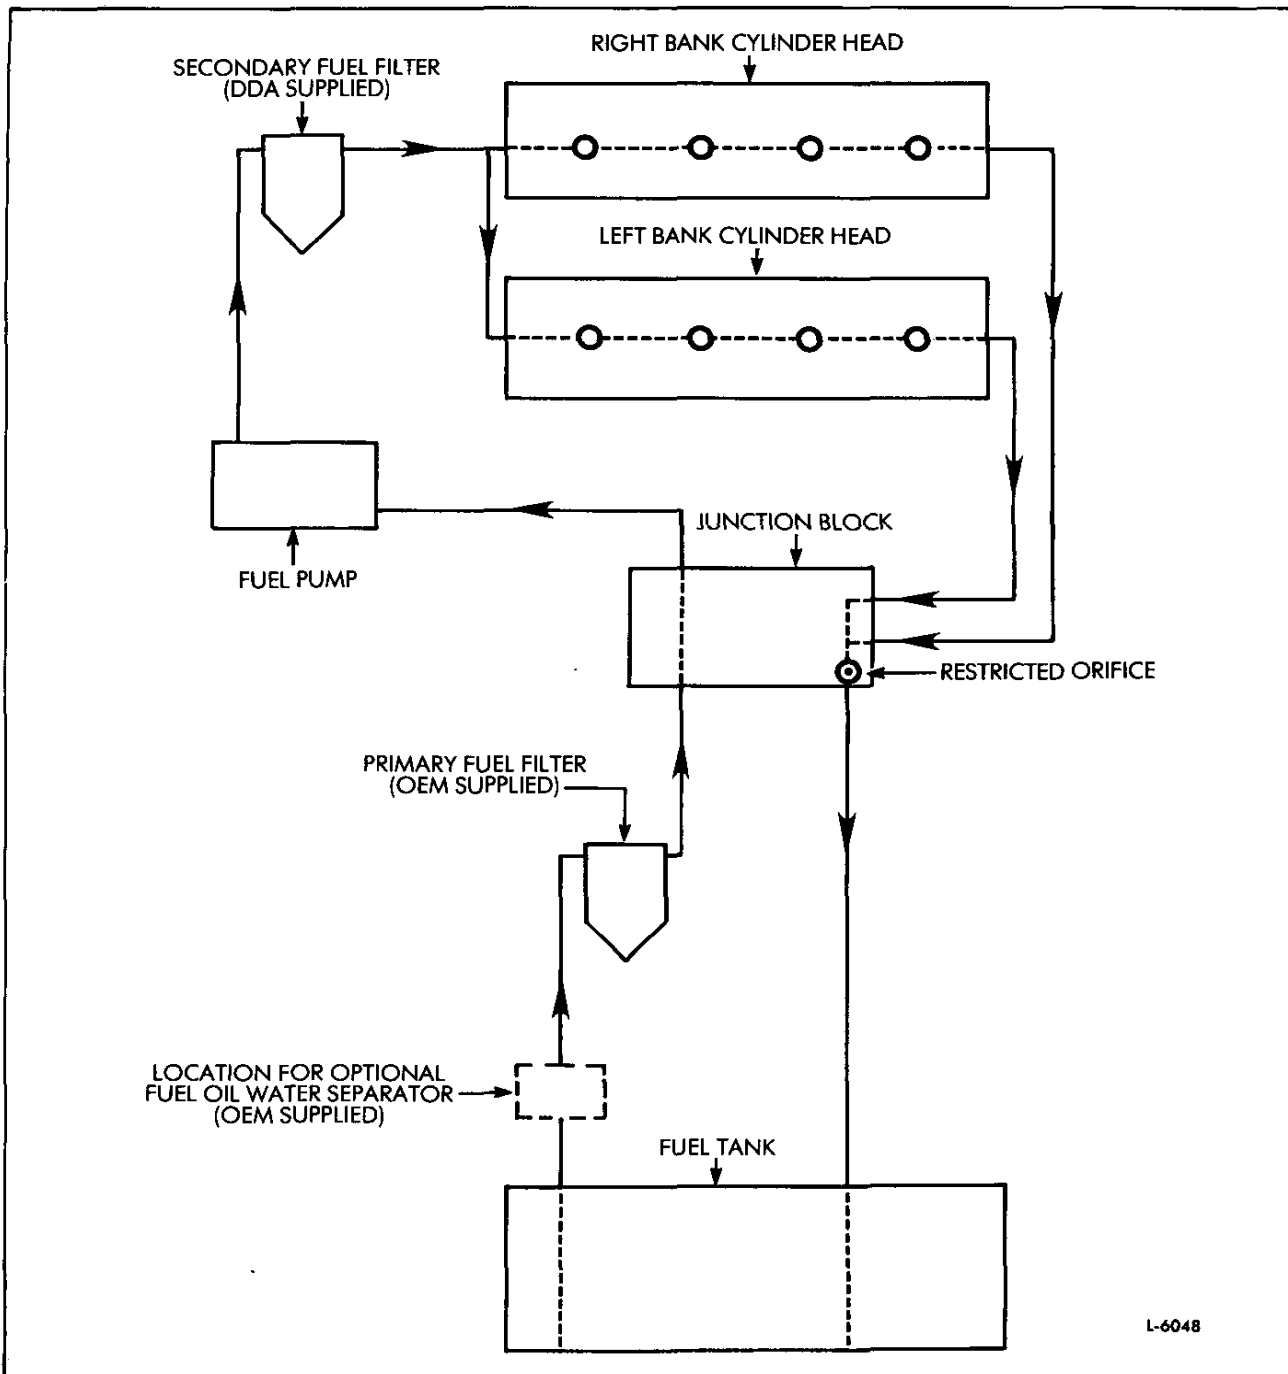 RIGHT BANK CYLINDER HEAD
SECONDARY FUEL FILTER
(DDA SUPPLIED)
LEFT BANK CYLINDER HEAD
JUNCTION BLOCK
FUEL PUMP
RESTRICTED ORIFICE
PRIMARY FUEL FILTER
(OEM SUPPLIED)
LOCATION FOR OPTIONAL
FUEL OIL WATER SEPARATOR
(OEM SUPPLIED)
FUEL TANK
L-6048